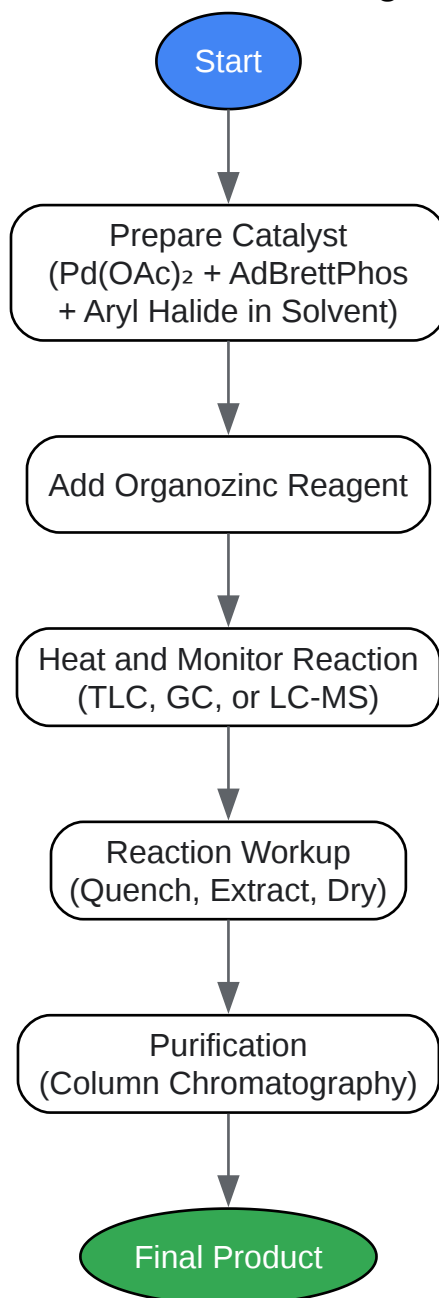 Start
Prepare Catalyst
(Pd(OAc)₂ + AdBrettPhos
+ Aryl Halide in Solvent)
Add Organozinc Reagent
Heat and Monitor Reaction
(TLC, GC, or LC-MS)
Reaction Workup
(Quench, Extract, Dry)
Purification
(Column Chromatography)
Final Product